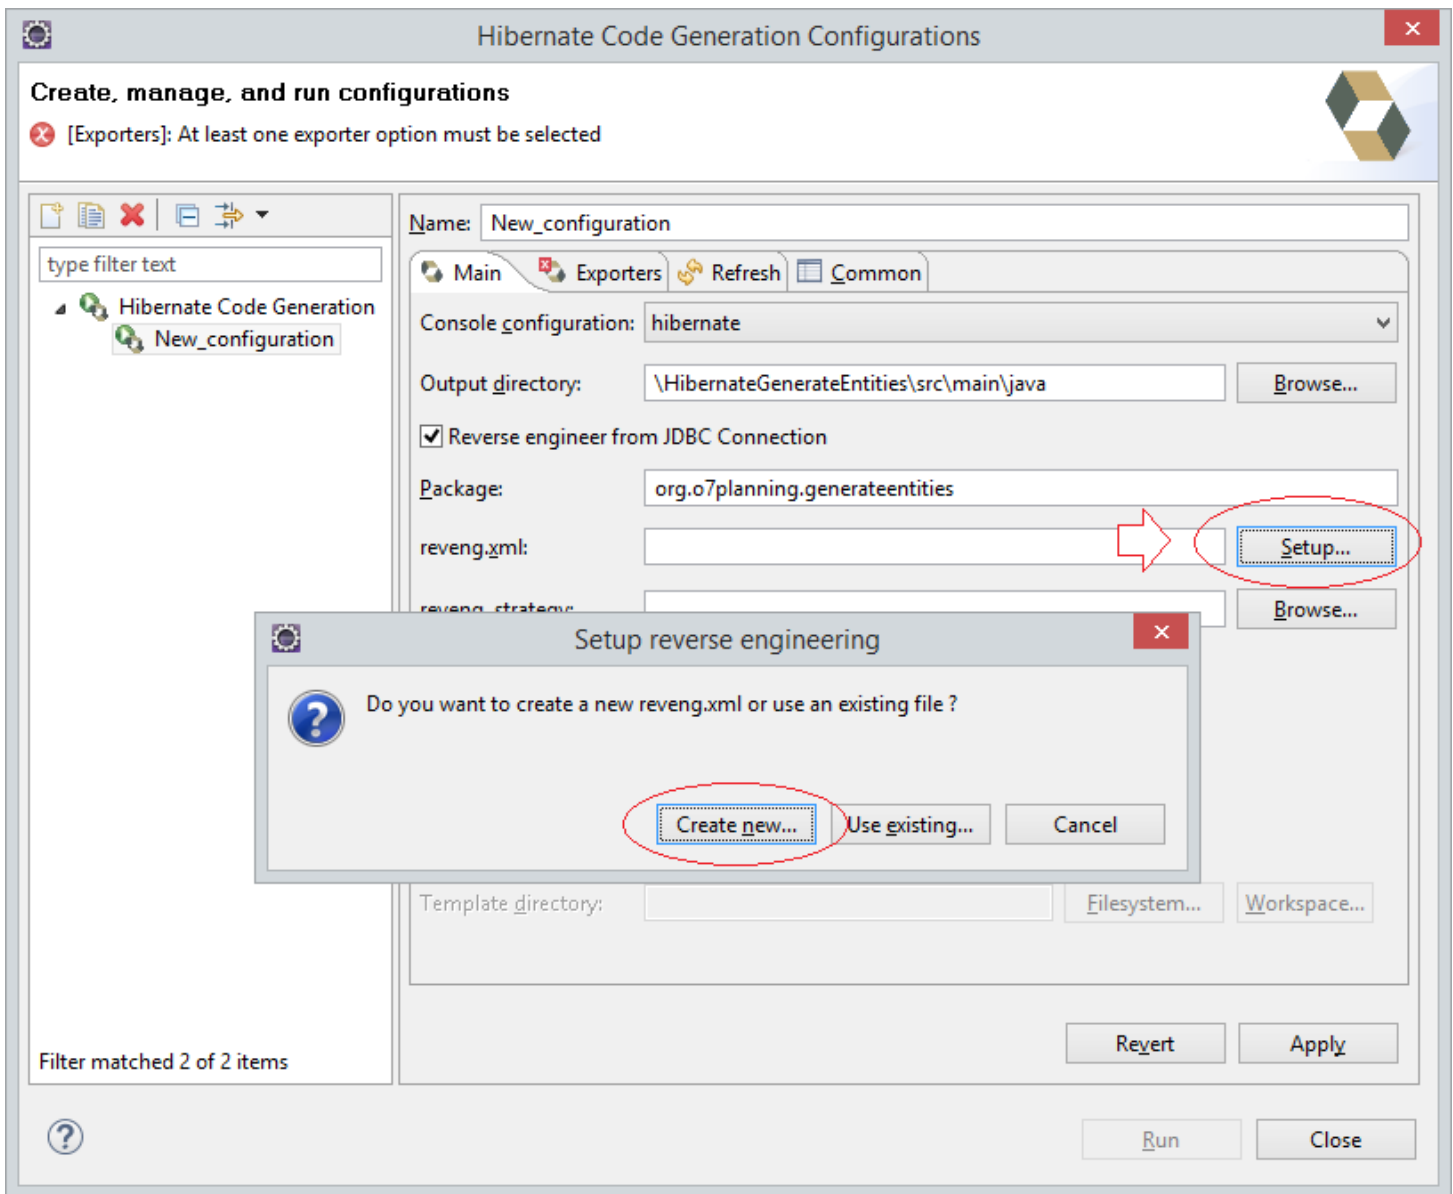 Hibernate Code Generation Configurations
Create, manage, and run configurations
[Exporters]: At least one exporter option must be selected
type filter text
Hibernate Code Generation
New_configuration
Filter matched 2 of 2 items
Name: New_configuration
Main Exporters Refresh Common
Console configuration: hibernate
Output directory: \HibernateGenerateEntities\src\main\java Browse...
Reverse engineer from JDBC Connection
Package: org.o7planning.generateentities
reveng.xml: Setup...
reveng. strategy: Browse...
Setup reverse engineering
Do you want to create a new reveng.xml or use an existing file ?
Create new... Use existing... Cancel
Template directory: Filesystem... Workspace...
Revert Apply
Run Close